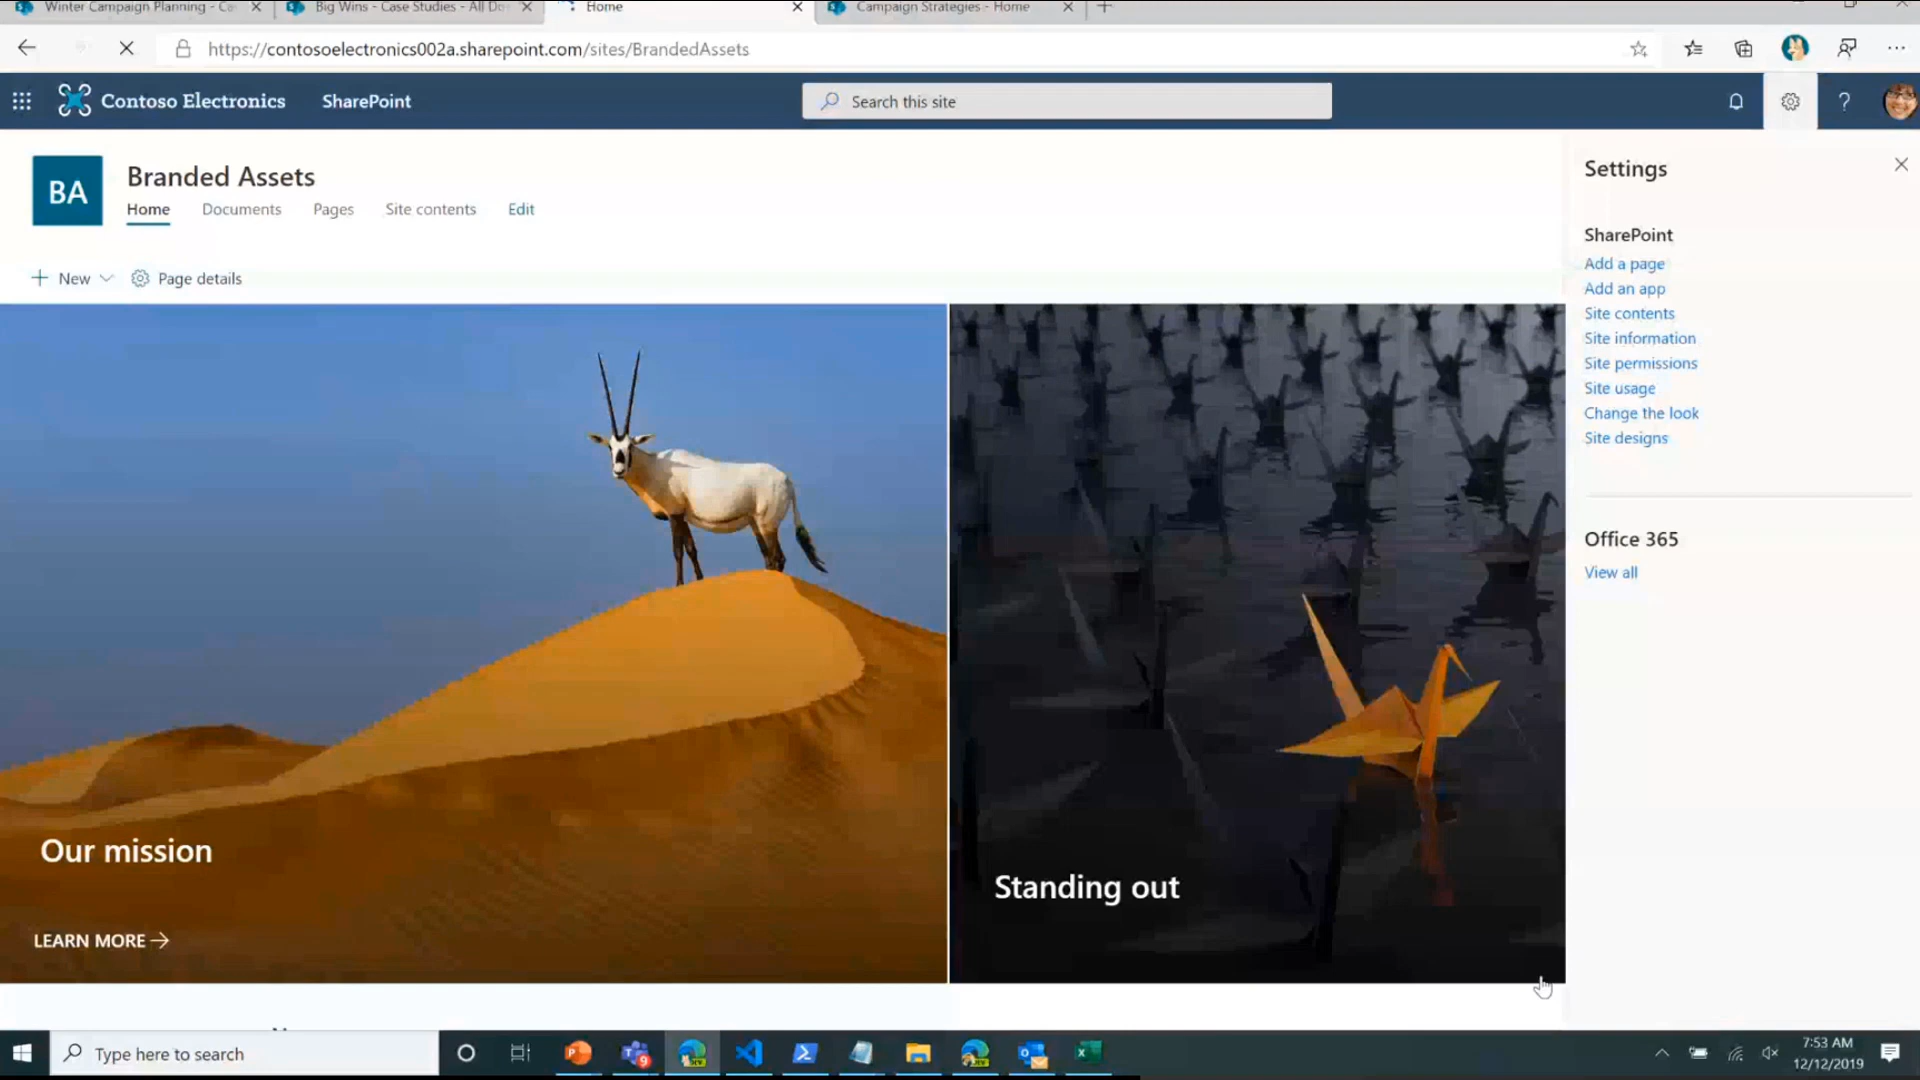 Winter Campaign Planning - Ca
Big Wins - Case Studies - All Do
Home
Campaign Strategies - Home
https://contosoelectronics002a.sharepoint.com/sites/BrandedAssets
Contoso Electronics
SharePoint
Search this site
BA
Branded Assets
Home
Documents
Pages
Site contents
Edit
New
Page details
Our mission
LEARN MORE
Standing out
Settings
SharePoint
Add a page
Add an app
Site contents
Site information
Site permissions
Site usage
Change the look
Site designs
Office 365
View all
Type here to search
9
7:53 AM
12/12/2019